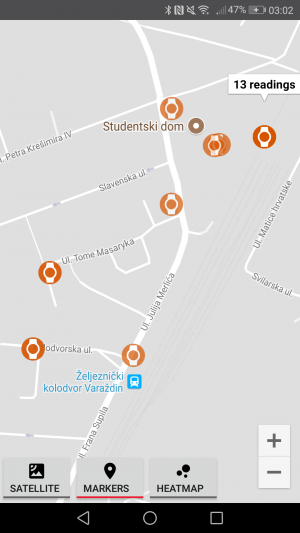 47% 03:02
13 readings
Studentski dom
Ul. Petra Krešimira IV
Slavenska ul.
Ul. Matice hrvatske
Ul. Tome Masaryka
Svilarska ul.
Ul. Julija Merlića
odvorska ul.
Željeznički
kolodvor Varaždin
ul. Frana Supila
SATELLITE
MARKERS
HEATMAP